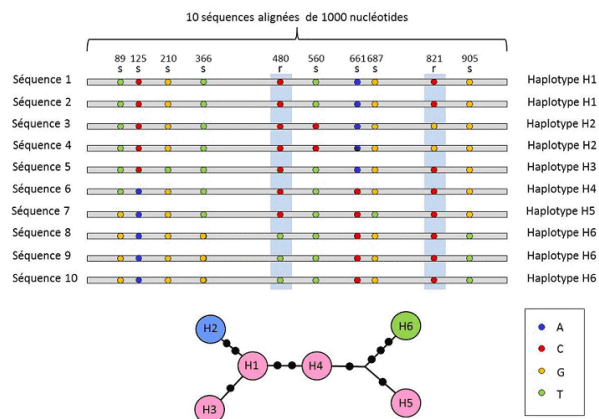 10 séquences alignées de 1000 nucléotides
89 125 210 366 480 560 661 687 821 905
s s s s r s s s r s
Séquence 1 Haplotype H1
Séquence 2 Haplotype H1
Séquence 3 Haplotype H2
Séquence 4 Haplotype H2
Séquence 5 Haplotype H3
Séquence 6 Haplotype H4
Séquence 7 Haplotype H5
Séquence 8 Haplotype H6
Séquence 9 Haplotype H6
Séquence 10 Haplotype H6
H2 H6
H1 H4
H3 H5
A
C
G
T